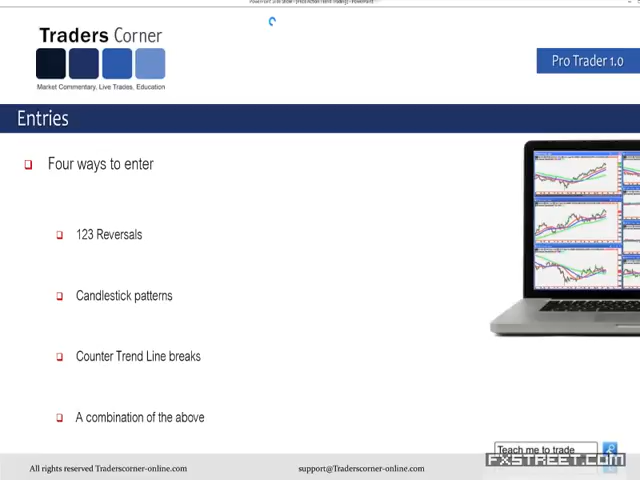 Traders Corner
Market Commentary, Live Trades, Education
Pro Trader 1.0
Entries
Four ways to enter
123 Reversals
Candlestick patterns
Counter Trend Line breaks
A combination of the above
Teach me to trade
FXSTREET.COM
All rights reserved Traderscorner-online.com
support@Traderscorner-online.com